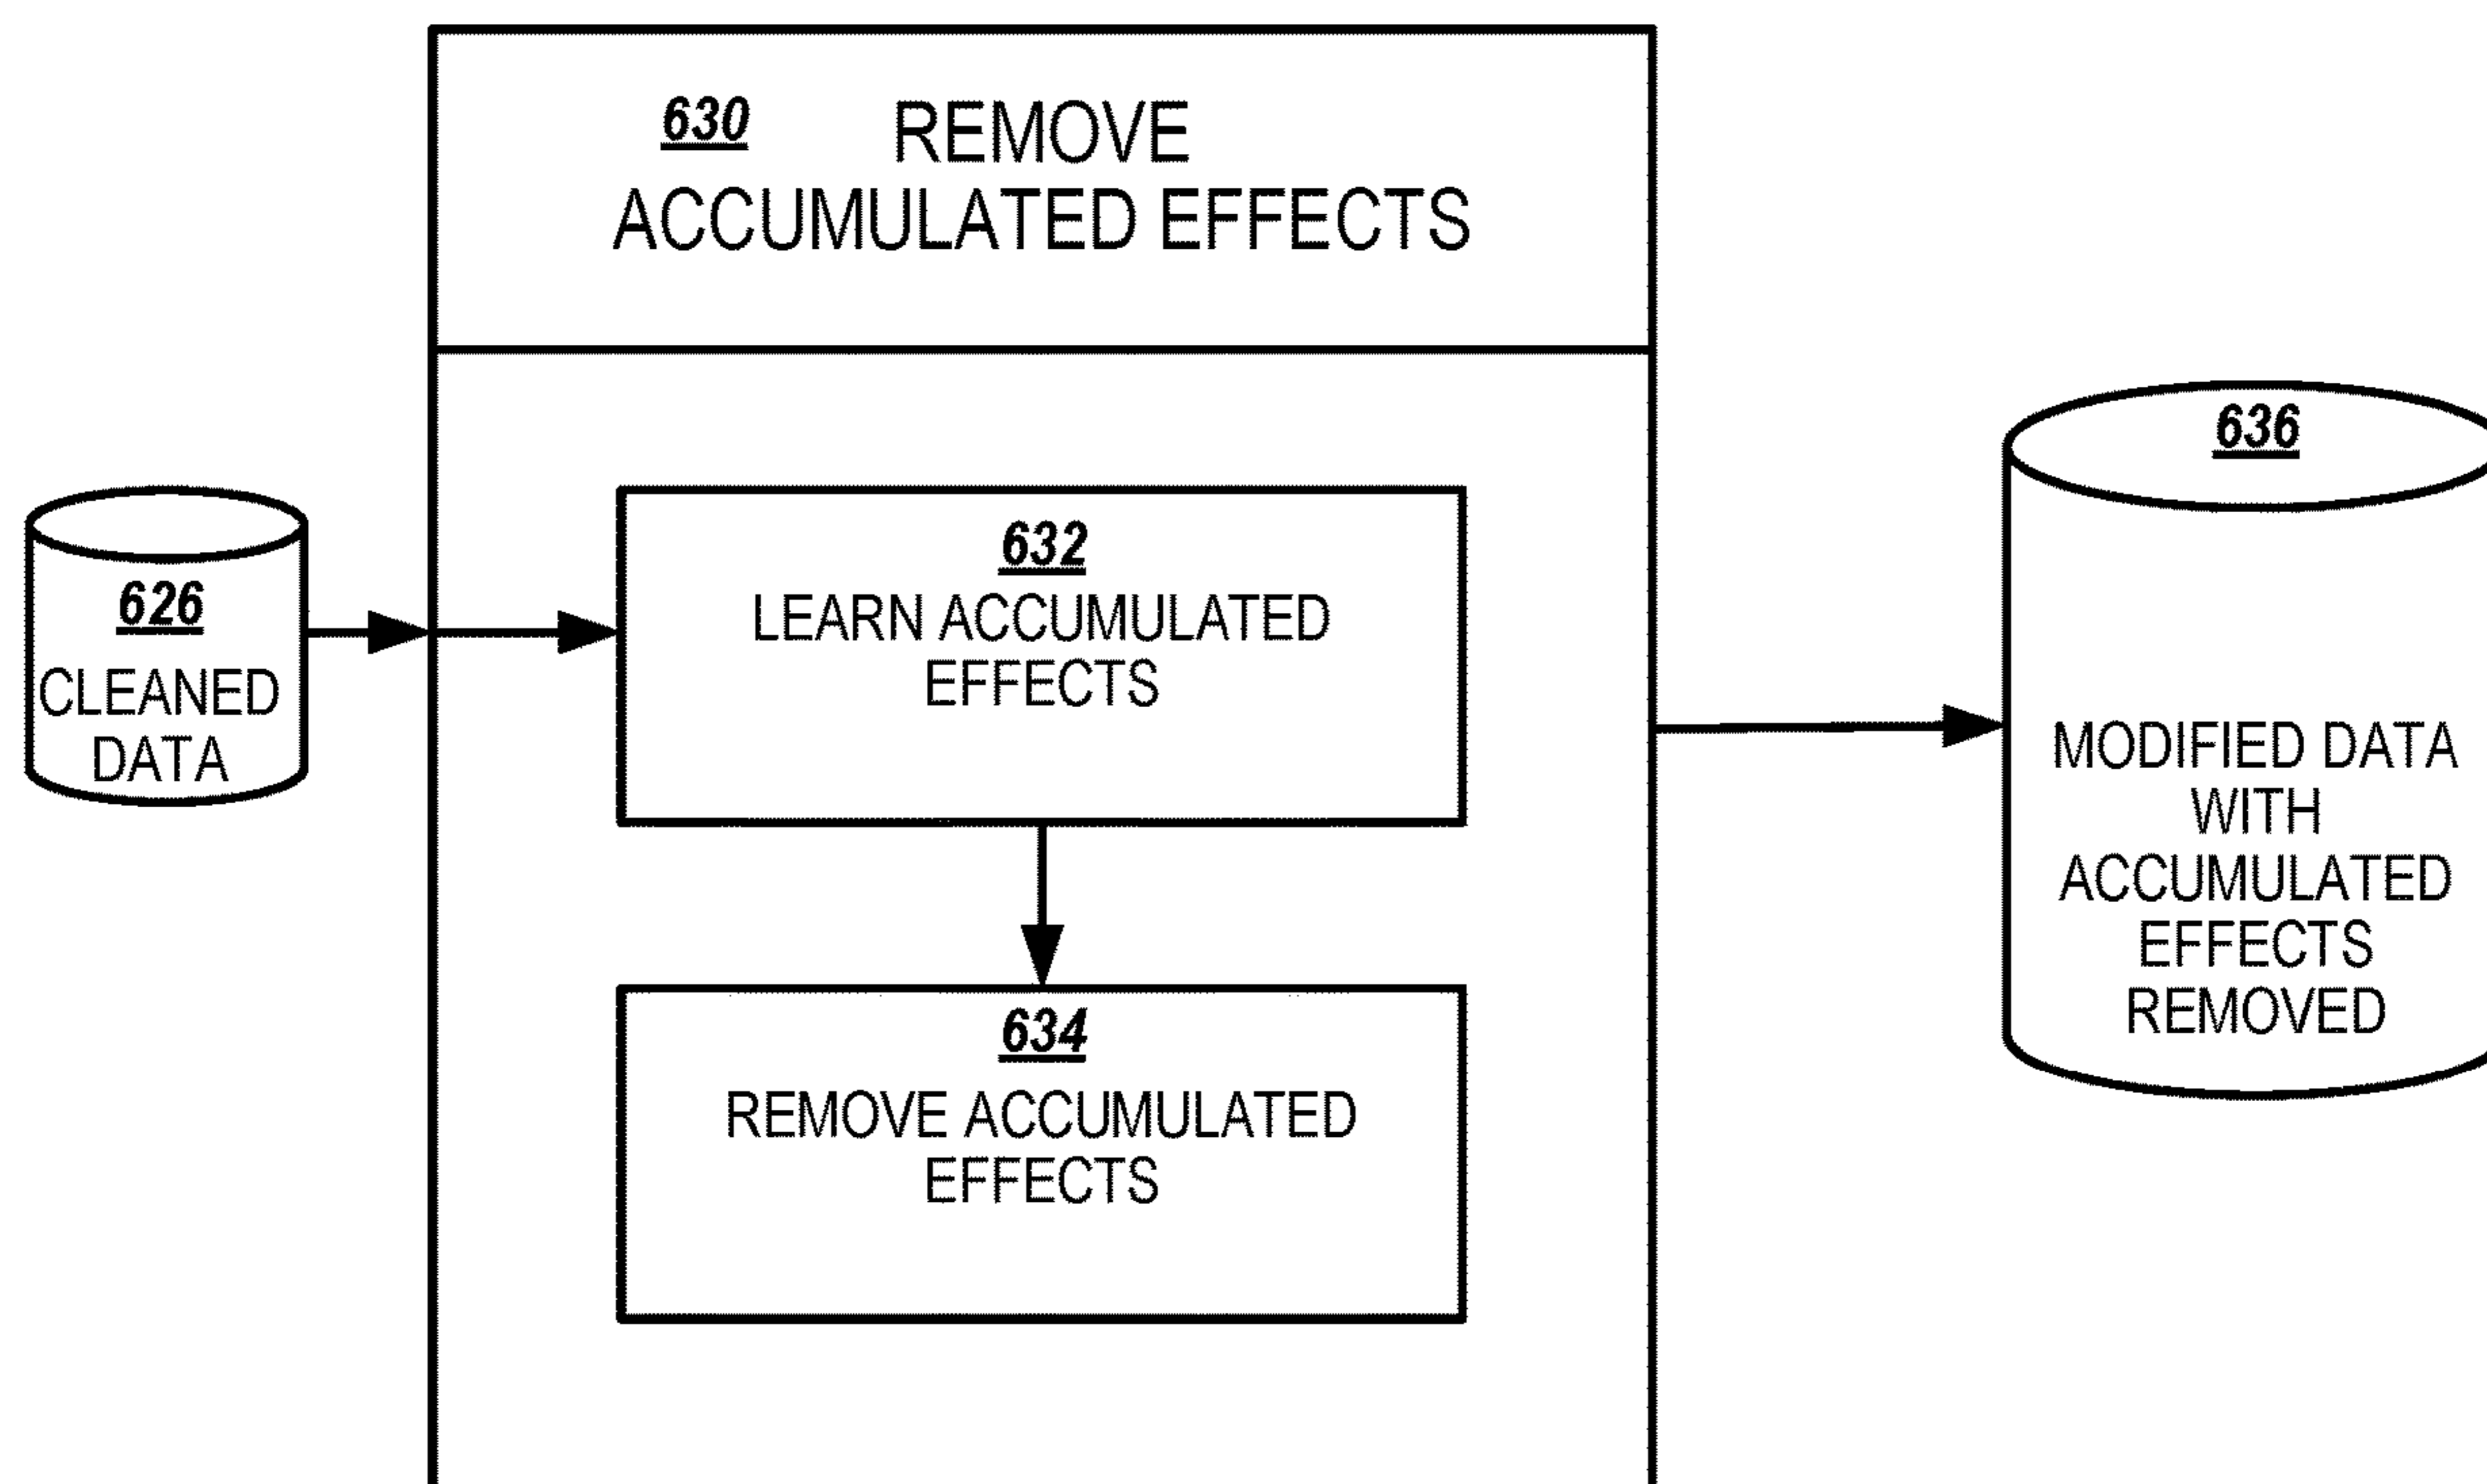 630 REMOVE
ACCUMULATED EFFECTS
626
CLEANED
DATA
632
LEARN ACCUMULATED
EFFECTS
634
REMOVE ACCUMULATED
EFFECTS
636
MODIFIED DATA
WITH
ACCUMULATED
EFFECTS
REMOVED